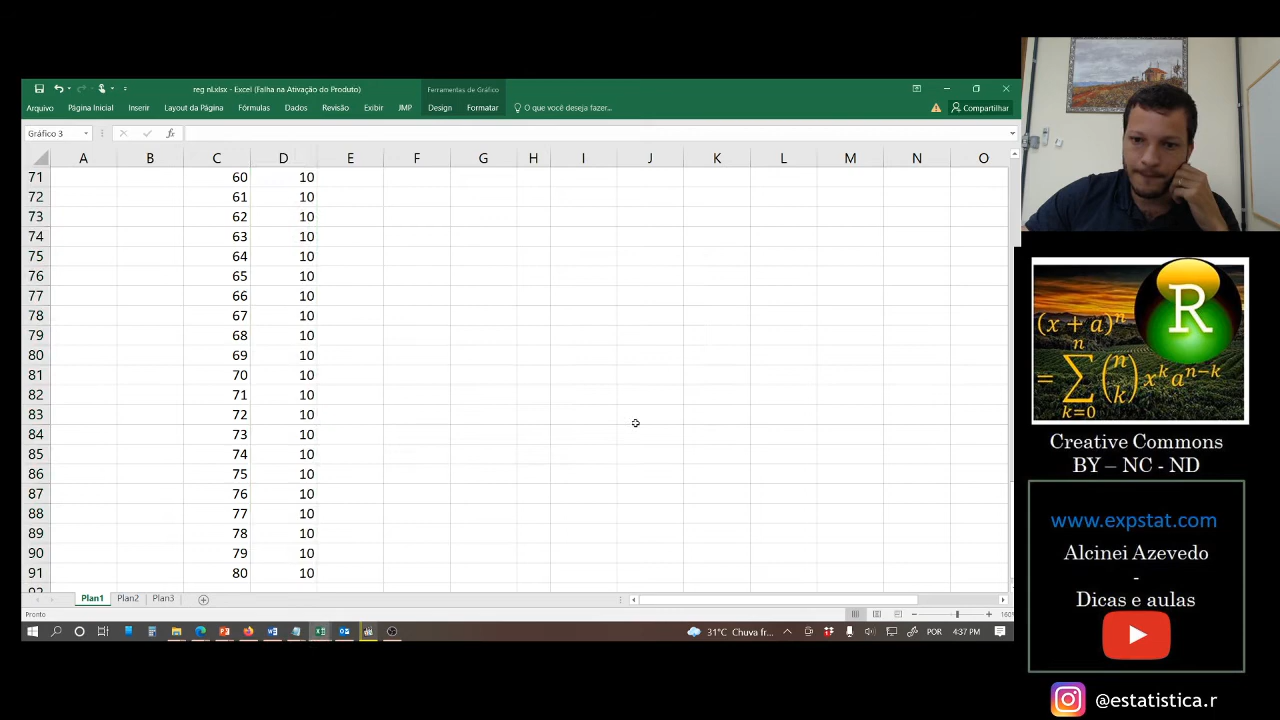 reg nl.xlsx - Excel (Falha na Ativação do Produto)
Ferramentas de Gráfico
Arquivo Página Inicial Inserir Layout da Página Fórmulas Dados Revisão Exibir JMP Design Formatar O que você deseja fazer... Compartilhar
Gráfico 3 fx
A B C D E F G H I J K L M N O
71 60 10
72 61 10
73 62 10
74 63 10
75 64 10
76 65 10
77 66 10
78 67 10
79 68 10
80 69 10
81 70 10
82 71 10
83 72 10
84 73 10
85 74 10
86 75 10
87 76 10
88 77 10
89 78 10
90 79 10
91 80 10
Plan1 Plan2 Plan3
Pronto
31°C Chuva fr... POR 4:37 PM
R
(x + a)^n
= ∑_{k=0}^{n} (n k) x^k a^{n−k}
Creative Commons
BY – NC - ND
www.expstat.com
Alcinei Azevedo
-
Dicas e aulas
@estatistica.r